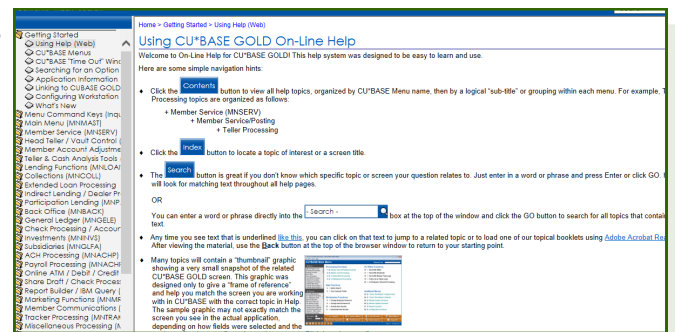 Getting Started
Using Help (Web)
CU*BASE Menus
CU*BASE "Time Out" Wind
Searching for an Option
Application Information
Linking to CUBASE GOLD
Configuring Workstation
What's New
Menu Command Keys (Inqu
Main Menu (MNMAST)
Member Service (MNSERV)
Head Teller / Vault Control (
Member Account Adjustme
Teller & Cash Analysis Tools
Lending Functions (MNLOA
Collections (MNCOLL)
Extended Loan Processing
Indirect Lending / Dealer Pr
Participation Lending (MNP
Back Office (MNBACK)
General Ledger (MNGELE)
Check Processing / Accour
Investments (MNINVS)
Subsidiaries (MNGLFA)
ACH Processing (MNACHP)
Payroll Processing (MNACHF
Online ATM / Debit / Credit
Share Draft / Check Process
Report Builder / IBM Query (
Marketing Functions (MNMR
Member Communications (
Tracker Processing (MNTRAK
Miscellaneous Processing (M
Home > Getting Started > Using Help (Web)
Using CU*BASE GOLD On-Line Help
Welcome to On-Line Help for CU*BASE GOLD! This help system was designed to be easy to learn and use.
Here are some simple navigation hints:
♦ Click the Contents button to view all help topics, organized by CU*BASE Menu name, then by a logical "sub-title" or grouping within each menu. For example, T
Processing topics are organized as follows:
+ Member Service (MNSERV)
+ Member Service/Posting
+ Teller Processing
♦ Click the Index button to locate a topic of interest or a screen title.
♦ The Search button is great if you don't know which specific topic or screen your question relates to. Just enter in a word or phrase and press Enter or click GO.
will look for matching text throughout all help pages.
OR
You can enter a word or phrase directly into the - Search - box at the top of the window and click the GO button to search for all topics that contain
text.
♦ Any time you see text that is underlined like this, you can click on that text to jump to a related topic or to load one of our topical booklets using Adobe Acrobat Rea
After viewing the material, use the Back button at the top of the browser window to return to your starting point.
♦ Many topics will contain a "thumbnail" graphic
showing a very small snapshot of the related
CU*BASE GOLD screen. This graphic was
designed only to give a "frame of reference"
and help you match the screen you are working
with in CU*BASE with the correct topic in Help.
The sample graphic may not exactly match the
screen you see in the actual application,
depending on how fields were selected and the